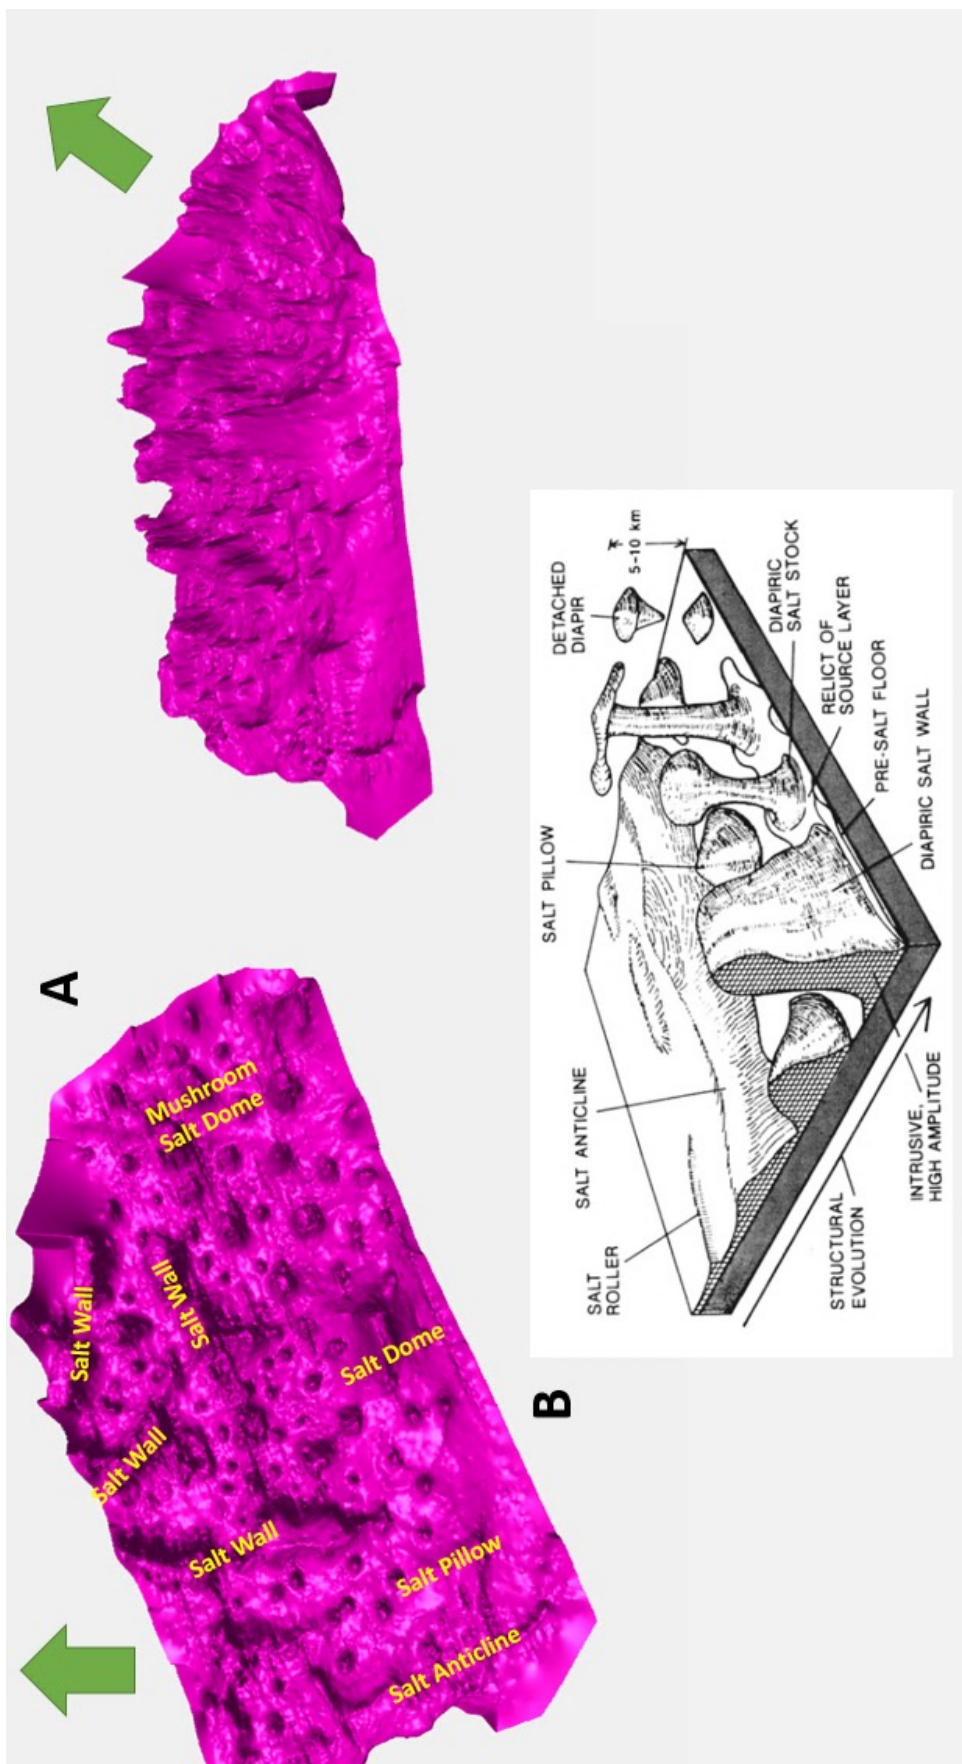 A
Mushroom
Salt Dome
Salt Wall
Salt Wall
Salt Wall
Salt Wall
Salt Dome
Salt Pillow
Salt Anticline
B
SALT
ROLLER
SALT ANTICLINE
SALT PILLOW
DETACHED
DIAPIR
5-10 km
DIAPIRIC
SALT STOCK
RELICT OF
SOURCE LAYER
PRE-SALT FLOOR
DIAPIRIC SALT WALL
INTRUSIVE,
HIGH AMPLITUDE
STRUCTURAL
EVOLUTION